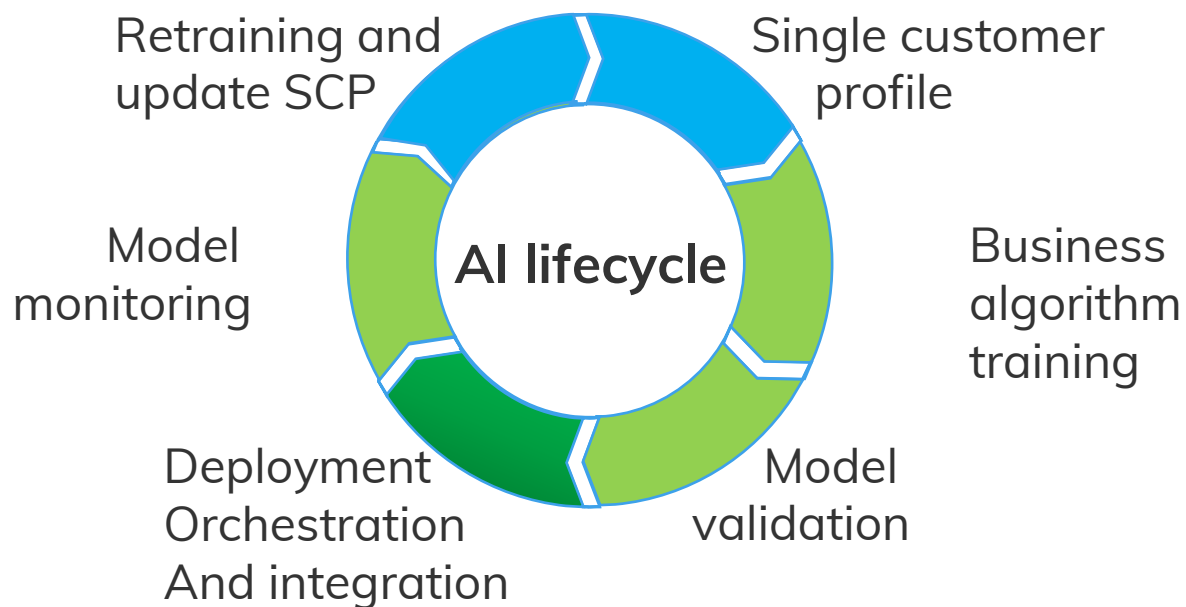 Retraining and
update SCP
Single customer
profile
Model
monitoring
AI lifecycle
Business
algorithm
training
Deployment
Orchestration
And integration
Model
validation